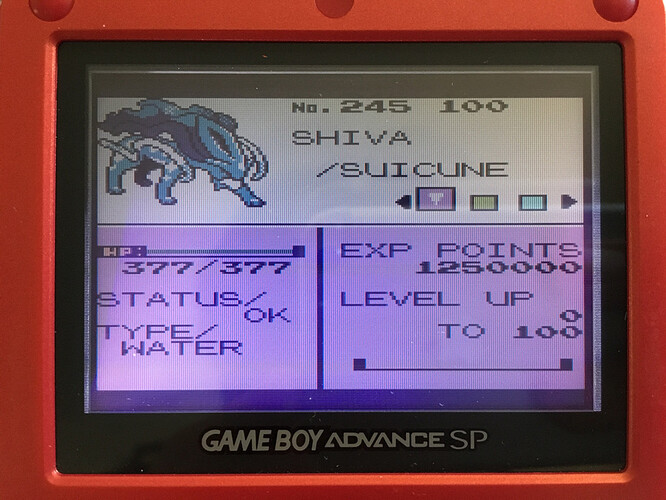 No. 245 100
SHIVA
/SUICUNE
HP:
377/377
STATUS/
OK
TYPE/
WATER
EXP POINTS
1250000
LEVEL UP
0
TO 100
GAME BOY ADVANCE SP